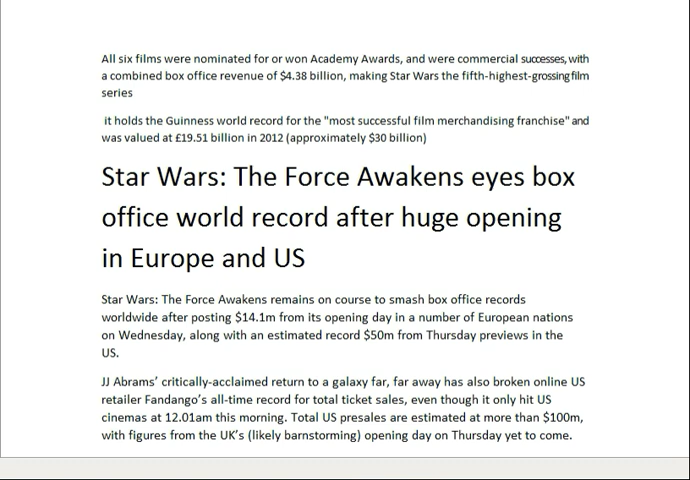 All six films were nominated for or won Academy Awards, and were commercial successes, with
a combined box office revenue of $4.38 billion, making Star Wars the fifth-highest-grossing film
series
it holds the Guinness world record for the "most successful film merchandising franchise" and
was valued at £19.51 billion in 2012 (approximately $30 billion)
Star Wars: The Force Awakens eyes box
office world record after huge opening
in Europe and US
Star Wars: The Force Awakens remains on course to smash box office records
worldwide after posting $14.1m from its opening day in a number of European nations
on Wednesday, along with an estimated record $50m from Thursday previews in the
US.
JJ Abrams’ critically-acclaimed return to a galaxy far, far away has also broken online US
retailer Fandango’s all-time record for total ticket sales, even though it only hit US
cinemas at 12.01am this morning. Total US presales are estimated at more than $100m,
with figures from the UK’s (likely barnstorming) opening day on Thursday yet to come.